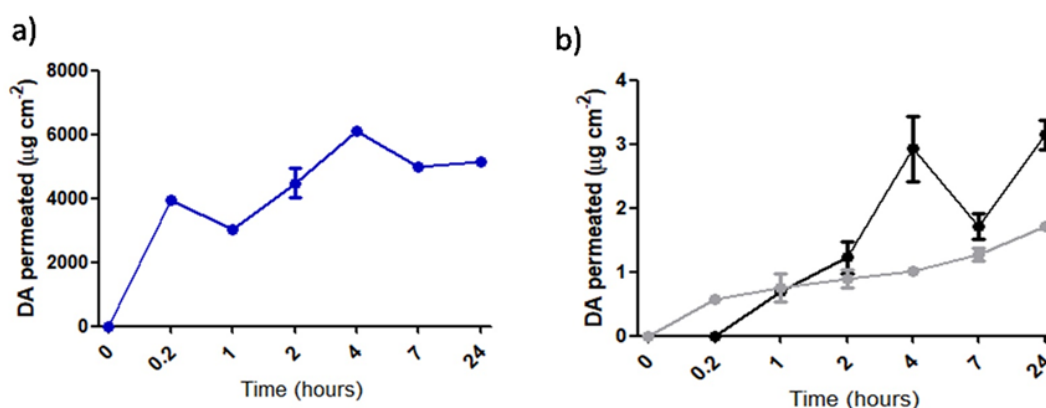 a)
DA permeated (µg cm⁻²)
8000
6000
4000
2000
0
0 0.2 1 2 4 7 24
Time (hours)
b)
DA permeated (µg cm⁻²)
4
3
2
1
0
0 0.2 1 2 4 7 24
Time (hours)